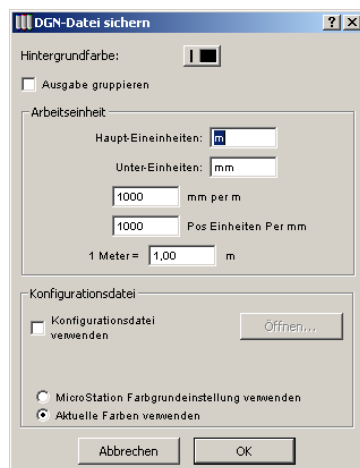 DGN-Datei sichern
Hintergrundfarbe:
Ausgabe gruppieren
Arbeitseinheit
Haupt-Eineinheiten: m
Unter-Einheiten: mm
1000 mm per m
1000 Pos Einheiten Per mm
1 Meter = 1,00 m
Konfigurationsdatei
Konfigurationsdatei
verwenden
Öffnen...
MicroStation Farbgrundeinstellung verwenden
Aktuelle Farben verwenden
Abbrechen OK